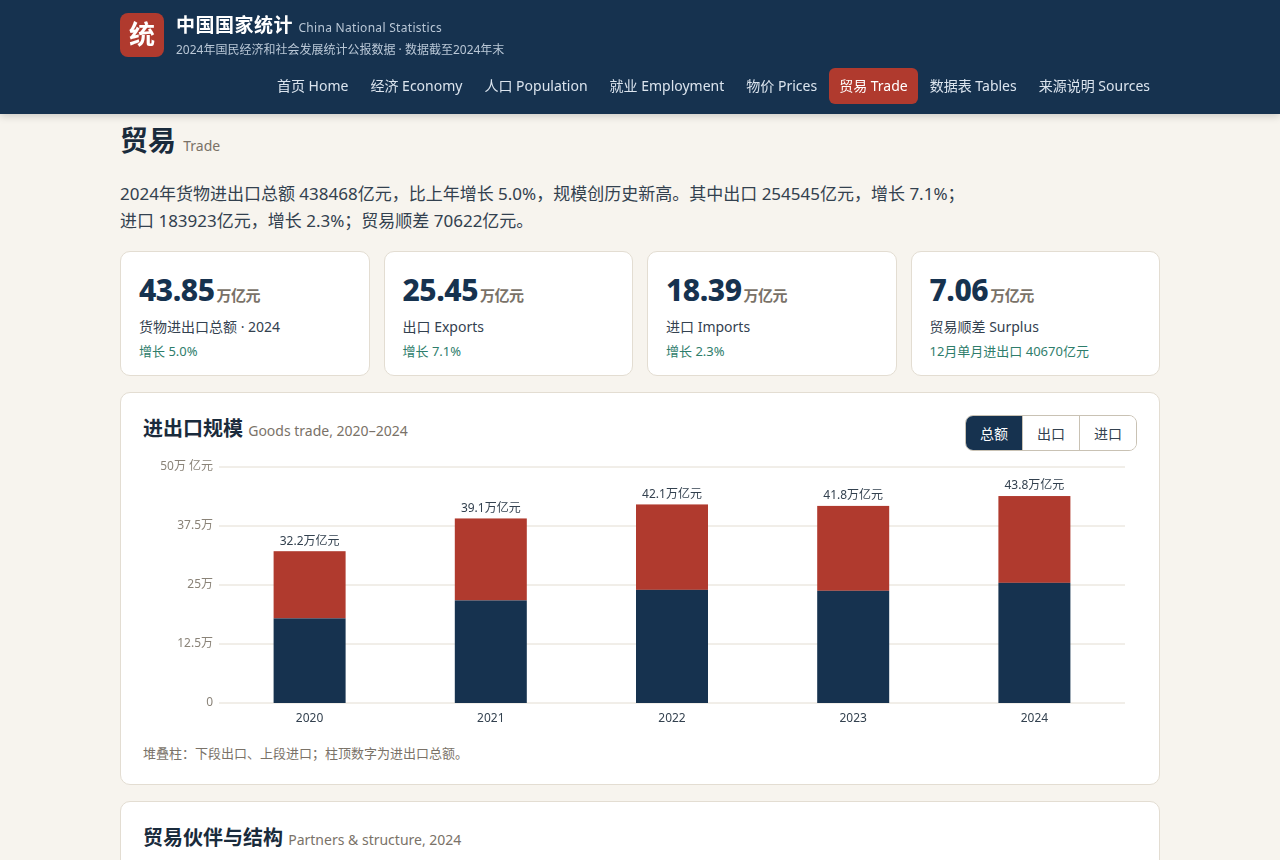 统
中国国家统计 China National Statistics
2024年国民经济和社会发展统计公报数据 · 数据截至2024年末
首页 Home 经济 Economy 人口 Population 就业 Employment 物价 Prices 贸易 Trade 数据表 Tables 来源说明 Sources
贸易 Trade
2024年货物进出口总额 438468亿元，比上年增长 5.0%，规模创历史新高。其中出口 254545亿元，增长 7.1%；
进口 183923亿元，增长 2.3%；贸易顺差 70622亿元。
43.85万亿元
货物进出口总额 · 2024
增长 5.0%
25.45万亿元
出口 Exports
增长 7.1%
18.39万亿元
进口 Imports
增长 2.3%
7.06万亿元
贸易顺差 Surplus
12月单月进出口 40670亿元
进出口规模 Goods trade, 2020–2024
总额 出口 进口
50万 亿元
37.5万
25万
12.5万
0
32.2万亿元
39.1万亿元
42.1万亿元
41.8万亿元
43.8万亿元
2020 2021 2022 2023 2024
堆叠柱：下段出口、上段进口；柱顶数字为进出口总额。
贸易伙伴与结构 Partners & structure, 2024